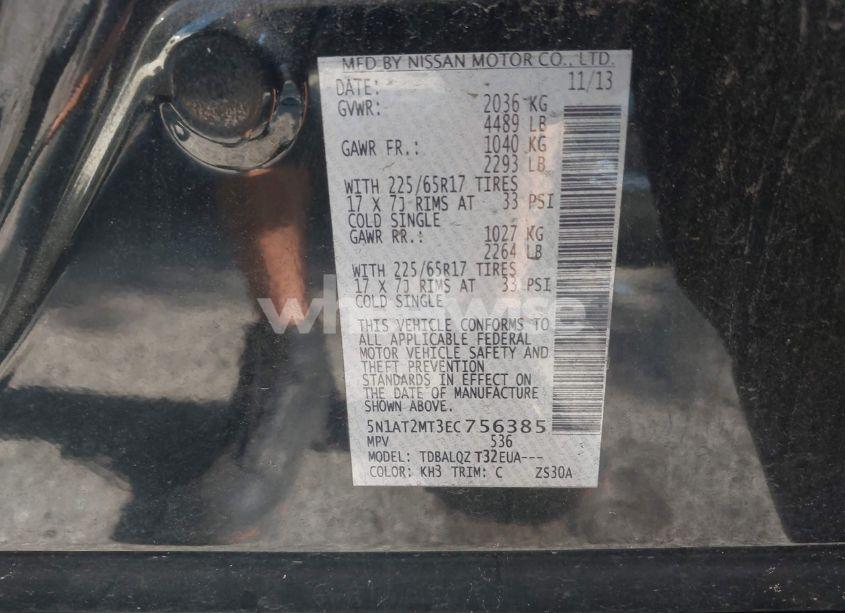 MFD BY NISSAN MOTOR CO., LTD.
DATE: 11/13
GVWR: 2036 KG
4489 LB
GAWR FR.: 1040 KG
2293 LB
WITH 225/65R17 TIRES
17 X 7J RIMS AT 33 PSI
COLD SINGLE
GAWR RR.: 1027 KG
2264 LB
WITH 225/65R17 TIRES
17 X 7J RIMS AT 33 PSI
COLD SINGLE
THIS VEHICLE CONFORMS TO
ALL APPLICABLE FEDERAL
MOTOR VEHICLE SAFETY AND
THEFT PREVENTION
STANDARDS IN EFFECT ON
THE DATE OF MANUFACTURE
SHOWN ABOVE.
5N1AT2MT3EC756385
MPV 536
MODEL: TDBALQZ T32EUA---
COLOR: KH3 TRIM: C ZS30A